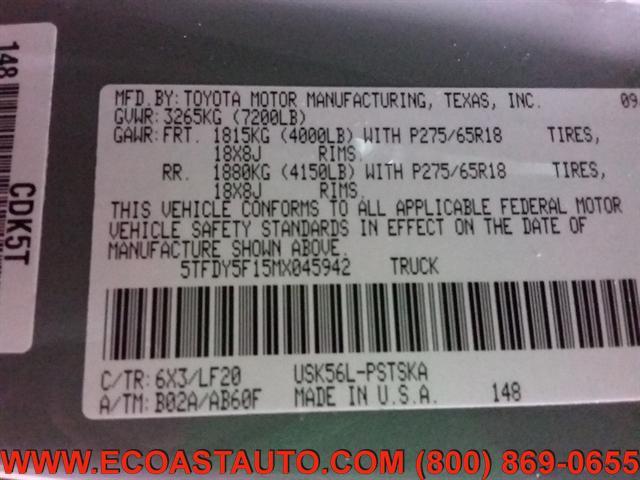 148
CDK5T
MFD.BY:TOYOTA MOTOR MANUFACTURING, TEXAS, INC. 09
GVWR:3265KG (7200LB)
GAWR:FRT. 1815KG (4000LB) WITH P275/65R18 TIRES,
18X8J RIMS.
RR. 1880KG (4150LB) WITH P275/65R18 TIRES,
18X8J RIMS.
THIS VEHICLE CONFORMS TO ALL APPLICABLE FEDERAL MOTOR
VEHICLE SAFETY STANDARDS IN EFFECT ON THE DATE OF
MANUFACTURE SHOWN ABOVE.
5TFDY5F15MX045942 TRUCK
C/TR:6X3/LF20 USK56L-PSTSKA
A/TM:B02A/AB60F MADE IN U.S.A. 148
WWW.ECOASTAUTO.COM (800) 869-0655